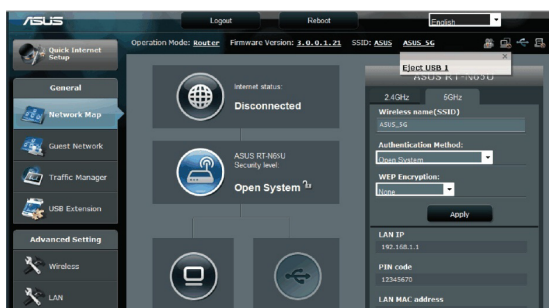 ASUS
Logout
Reboot
English
Quick Internet
Setup
Operation Mode: Router Firmware Version: 3.0.0.1.21 SSID: ASUS ASUS_5G
Eject USB 1
2.4GHz
5GHz
General
Network Map
Guest Network
Traffic Manager
USB Extension
Advanced Setting
Wireless
LAN
Internet status:
Disconnected
ASUS RT-N65U
Security level:
Open System
ASUS RT-N65U
Wireless name(SSID)
ASUS_5G
Authentication Method:
Open System
WEP Encryption:
None
Apply
LAN IP
192.168.1.1
PIN code
12345670
LAN MAC address